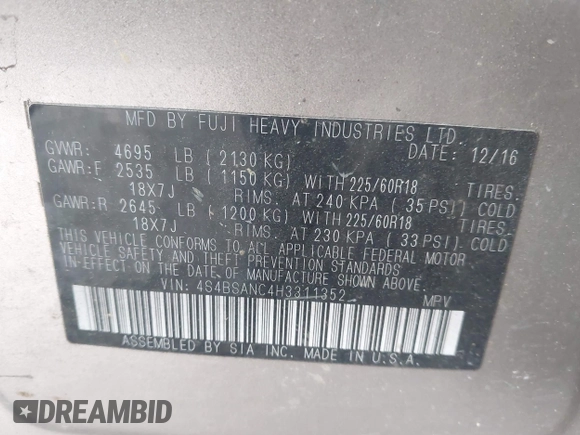 MFD BY FUJI HEAVY INDUSTRIES LTD.
GVWR: 4695 LB (2130 KG) DATE: 12/16
GAWR:F 2535 LB (1150 KG) WITH 225/60R18 TIRES.
18X7J RIMS. AT 240 KPA (35 PSI) COLD
GAWR:R 2645 LB (1200 KG) WITH 225/60R18 TIRES.
18X7J RIMS. AT 230 KPA (33 PSI) COLD
THIS VEHICLE CONFORMS TO ALL APPLICABLE FEDERAL MOTOR
VEHICLE SAFETY AND THEFT PREVENTION STANDARDS
IN-EFFECT ON THE DATE OF MANUFACTURE SHOWN ABOVE.
VIN: 4S4BSANC4H3311352 MPV
ASSEMBLED BY SIA INC. MADE IN U.S.A.
DREAMBID